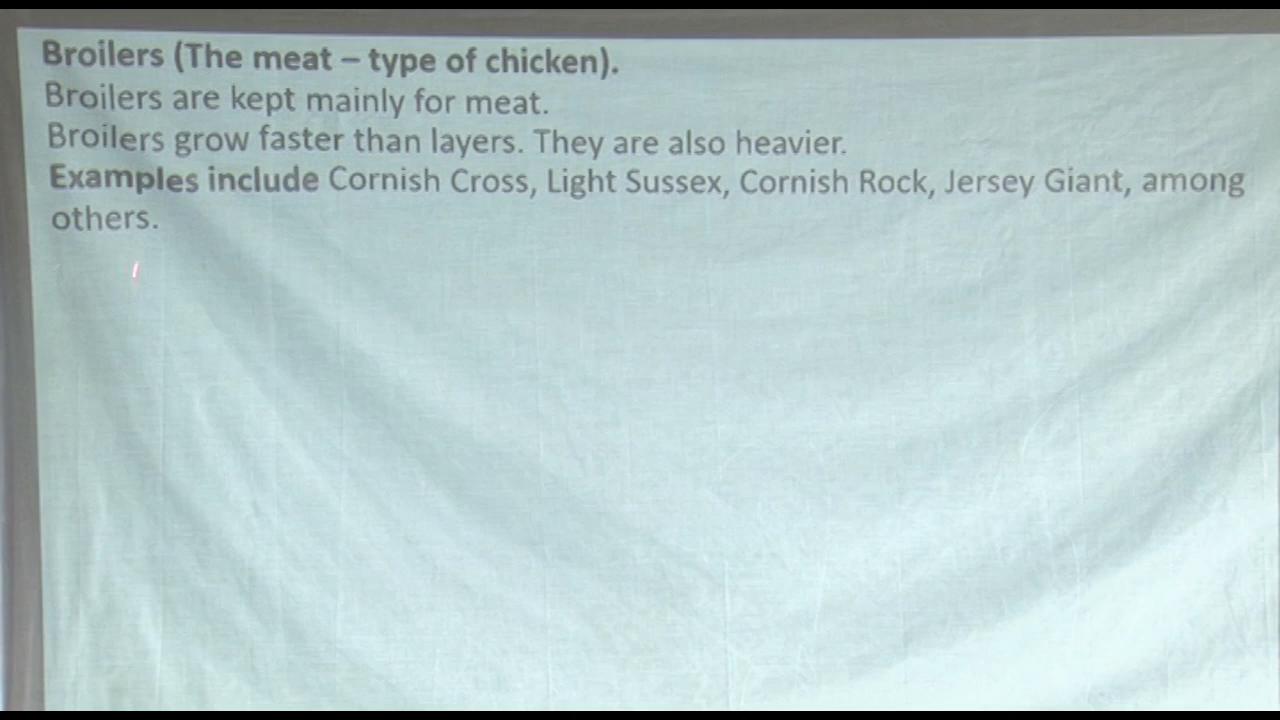 Broilers (The meat – type of chicken).
Broilers are kept mainly for meat.
Broilers grow faster than layers. They are also heavier.
Examples include Cornish Cross, Light Sussex, Cornish Rock, Jersey Giant, among
others.